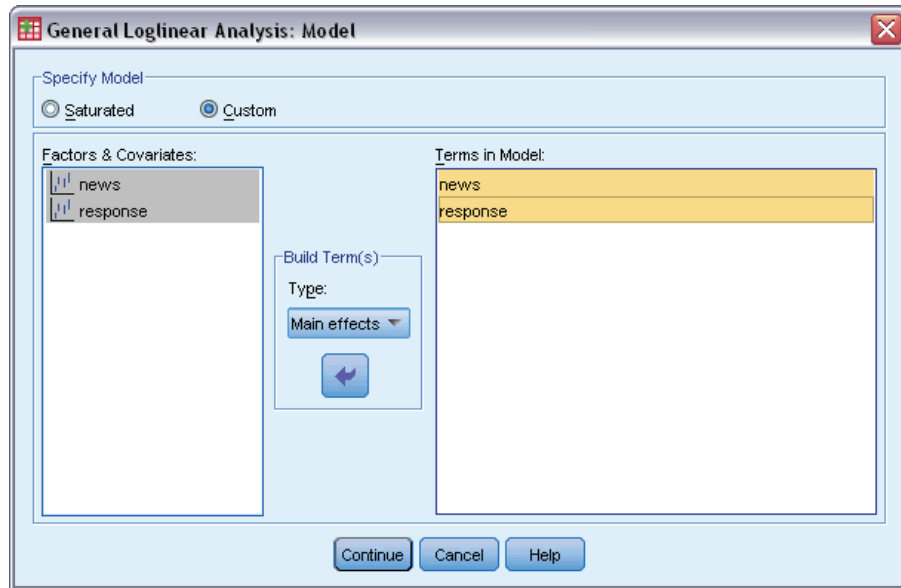 General Loglinear Analysis: Model
Specify Model
Saturated Custom
Factors & Covariates:
news
response
Build Term(s)
Type:
Main effects
Terms in Model:
news
response
Continue Cancel Help